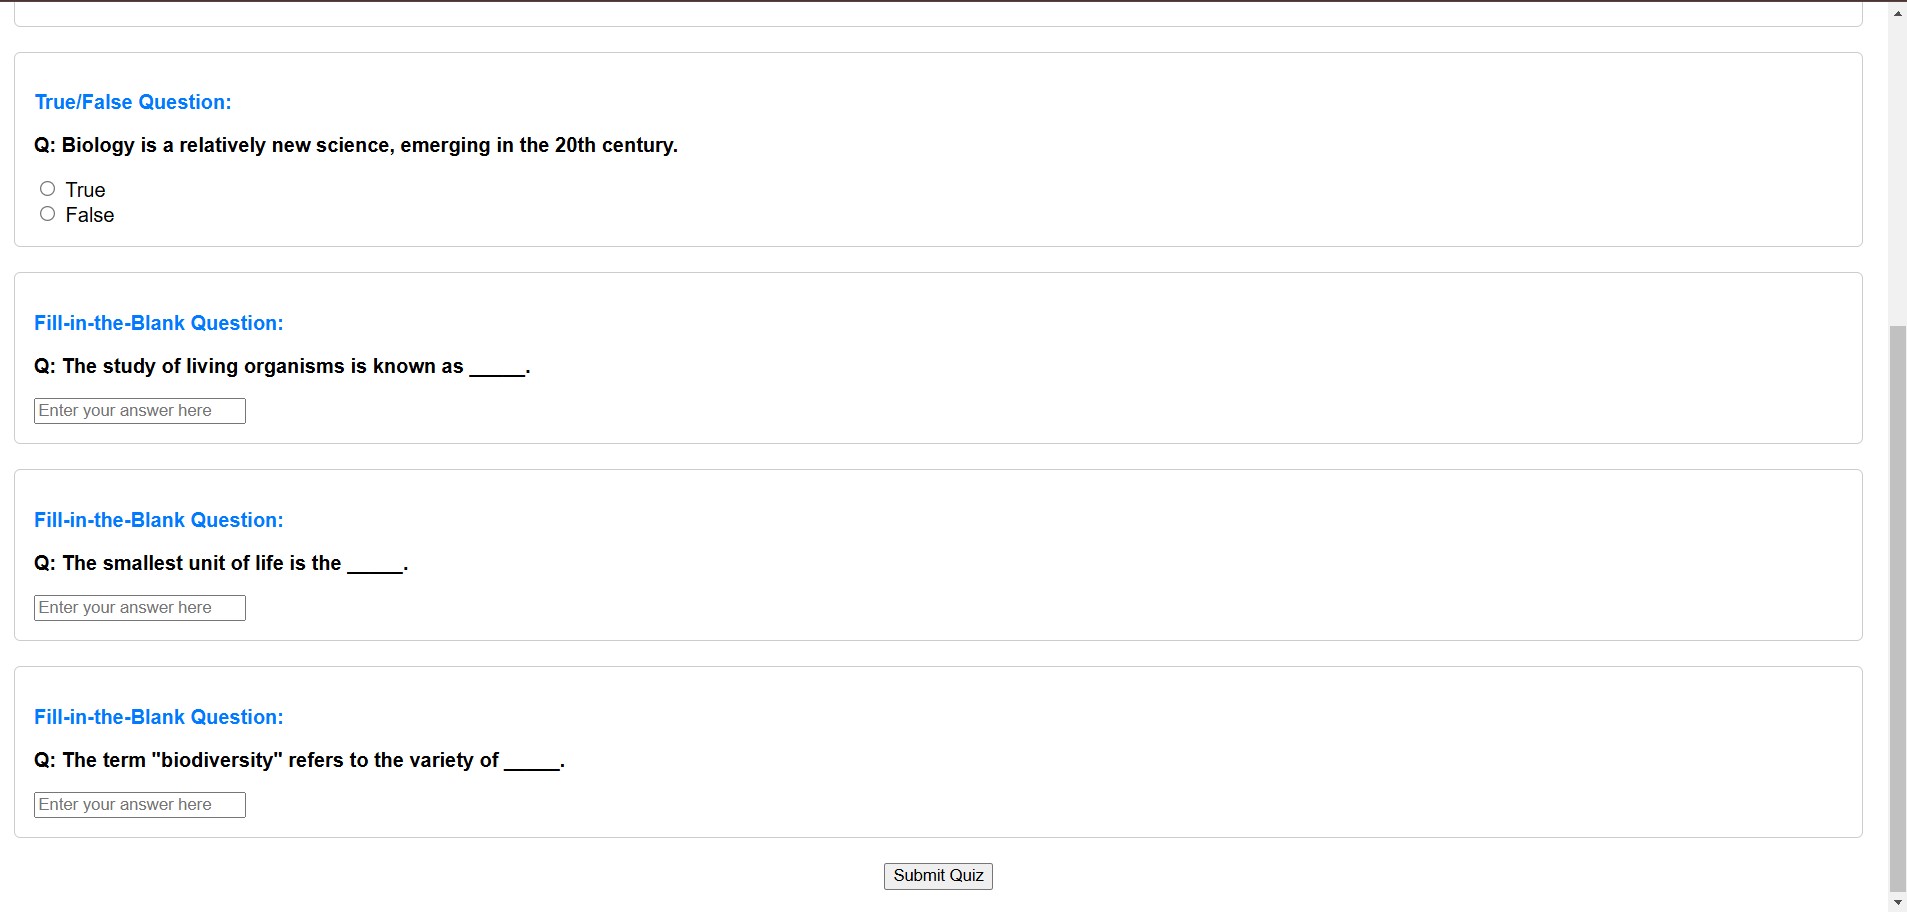 True/False Question:
Q: Biology is a relatively new science, emerging in the 20th century.
True
False
Fill-in-the-Blank Question:
Q: The study of living organisms is known as _____.
Enter your answer here
Fill-in-the-Blank Question:
Q: The smallest unit of life is the _____.
Enter your answer here
Fill-in-the-Blank Question:
Q: The term "biodiversity" refers to the variety of _____.
Enter your answer here
Submit Quiz